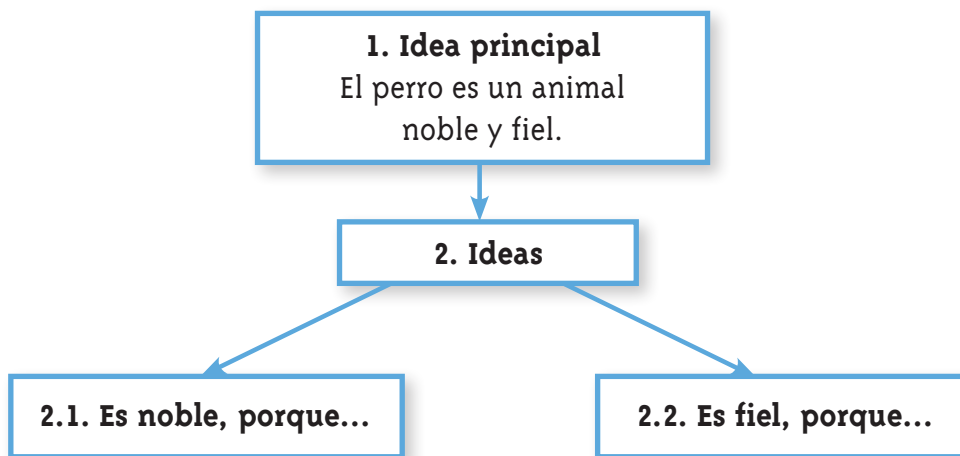 1. Idea principal
El perro es un animal
noble y fiel.
2. Ideas
2.1. Es noble, porque...
2.2. Es fiel, porque...